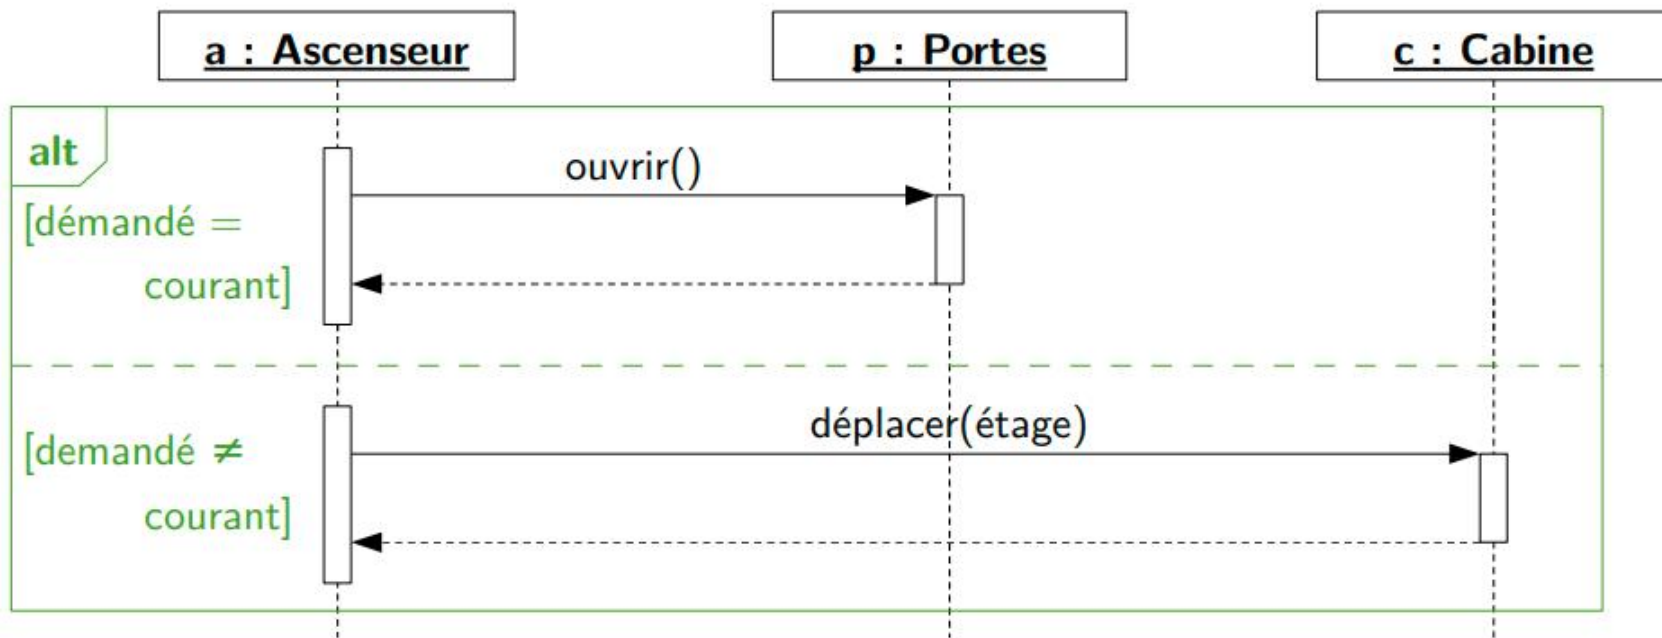 a : Ascenseur
p : Portes
c : Cabine
alt
ouvrir()
[démandé =
courant]
déplacer(étage)
[demandé ≠
courant]